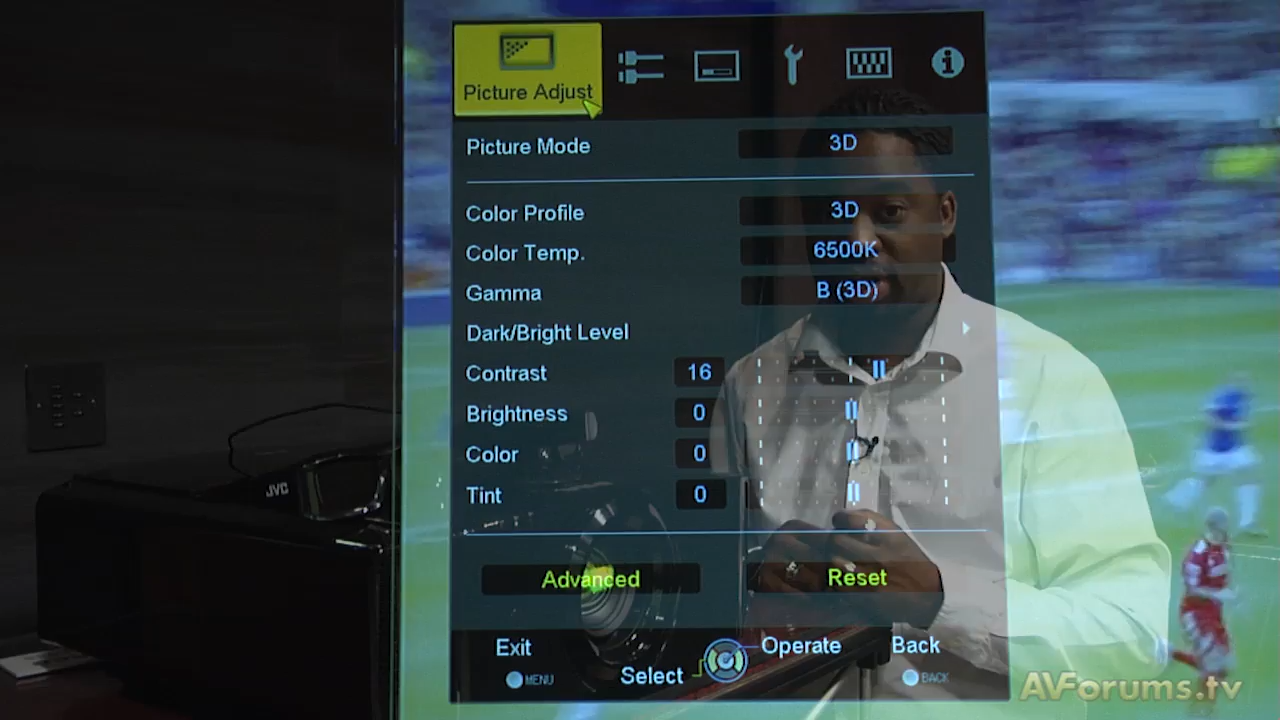 Picture Adjust
Picture Mode 3D
Color Profile 3D
Color Temp. 6500K
Gamma B (3D)
Dark/Bright Level
Contrast 16
Brightness 0
Color 0
Tint 0
JVC
Advanced Reset
Exit Select Operate Back
MENU BACK
AVForums.tv